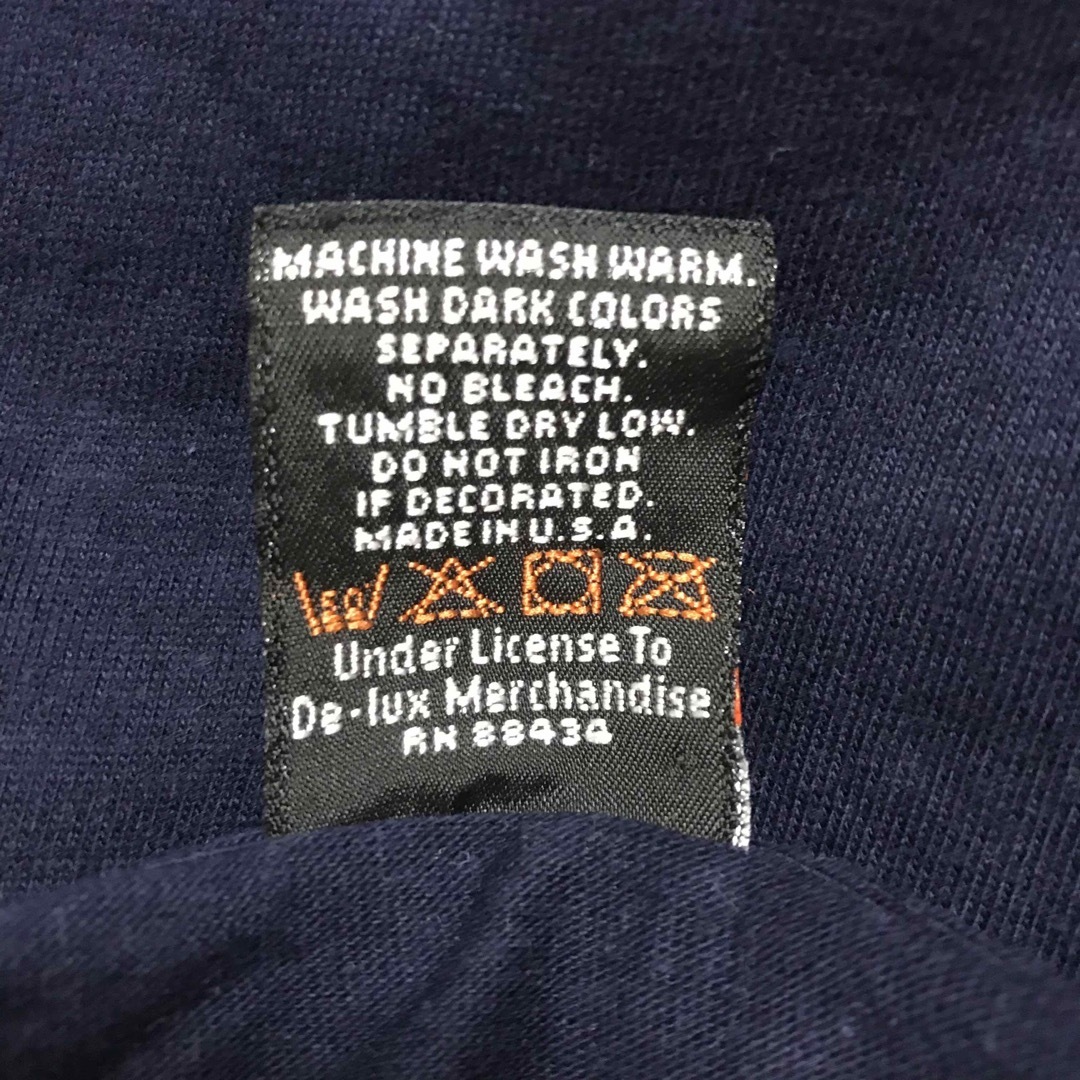 MACHINE WASH WARM.
WASH DARK COLORS
SEPARATELY.
NO BLEACH.
TUMBLE DRY LOW.
DO NOT IRON
IF DECORATED.
MADE IN U.S.A.
Under License To
De-lux Merchandise
RN 88434